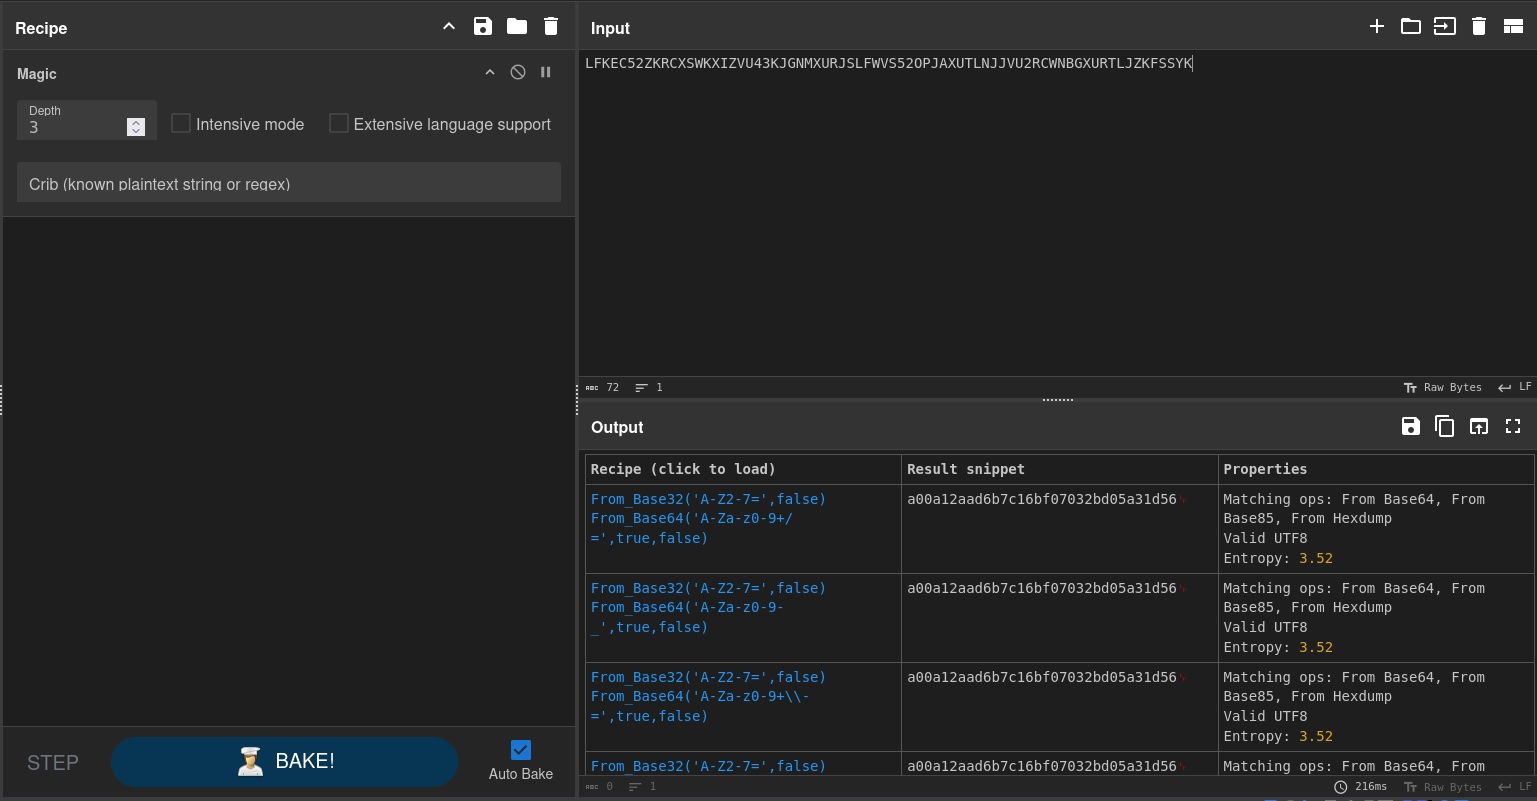 Recipe
Magic
Depth
3
Intensive mode
Extensive language support
Crib (known plaintext string or regex)
STEP
BAKE!
Auto Bake
Input
LFKEC52ZKRCXSWKXIZVU43KJGNMXURJSLFWVS52OPJAXUTLNJJVU2RCWNBGXURTLJZKFSSYK
ABC 72 1 Raw Bytes LF
Output
Recipe (click to load) Result snippet Properties
From_Base32('A-Z2-7=',false)
From_Base64('A-Za-z0-9+/
=',true,false)
a00a12aad6b7c16bf07032bd05a31d56
Matching ops: From Base64, From
Base85, From Hexdump
Valid UTF8
Entropy: 3.52
From_Base32('A-Z2-7=',false)
From_Base64('A-Za-z0-9-
_',true,false)
a00a12aad6b7c16bf07032bd05a31d56
Matching ops: From Base64, From
Base85, From Hexdump
Valid UTF8
Entropy: 3.52
From_Base32('A-Z2-7=',false)
From_Base64('A-Za-z0-9+\\-
=',true,false)
a00a12aad6b7c16bf07032bd05a31d56
Matching ops: From Base64, From
Base85, From Hexdump
Valid UTF8
Entropy: 3.52
From_Base32('A-Z2-7=',false)
a00a12aad6b7c16bf07032bd05a31d56
Matching ops: From Base64, From
ABC 0 1 216ms Raw Bytes LF